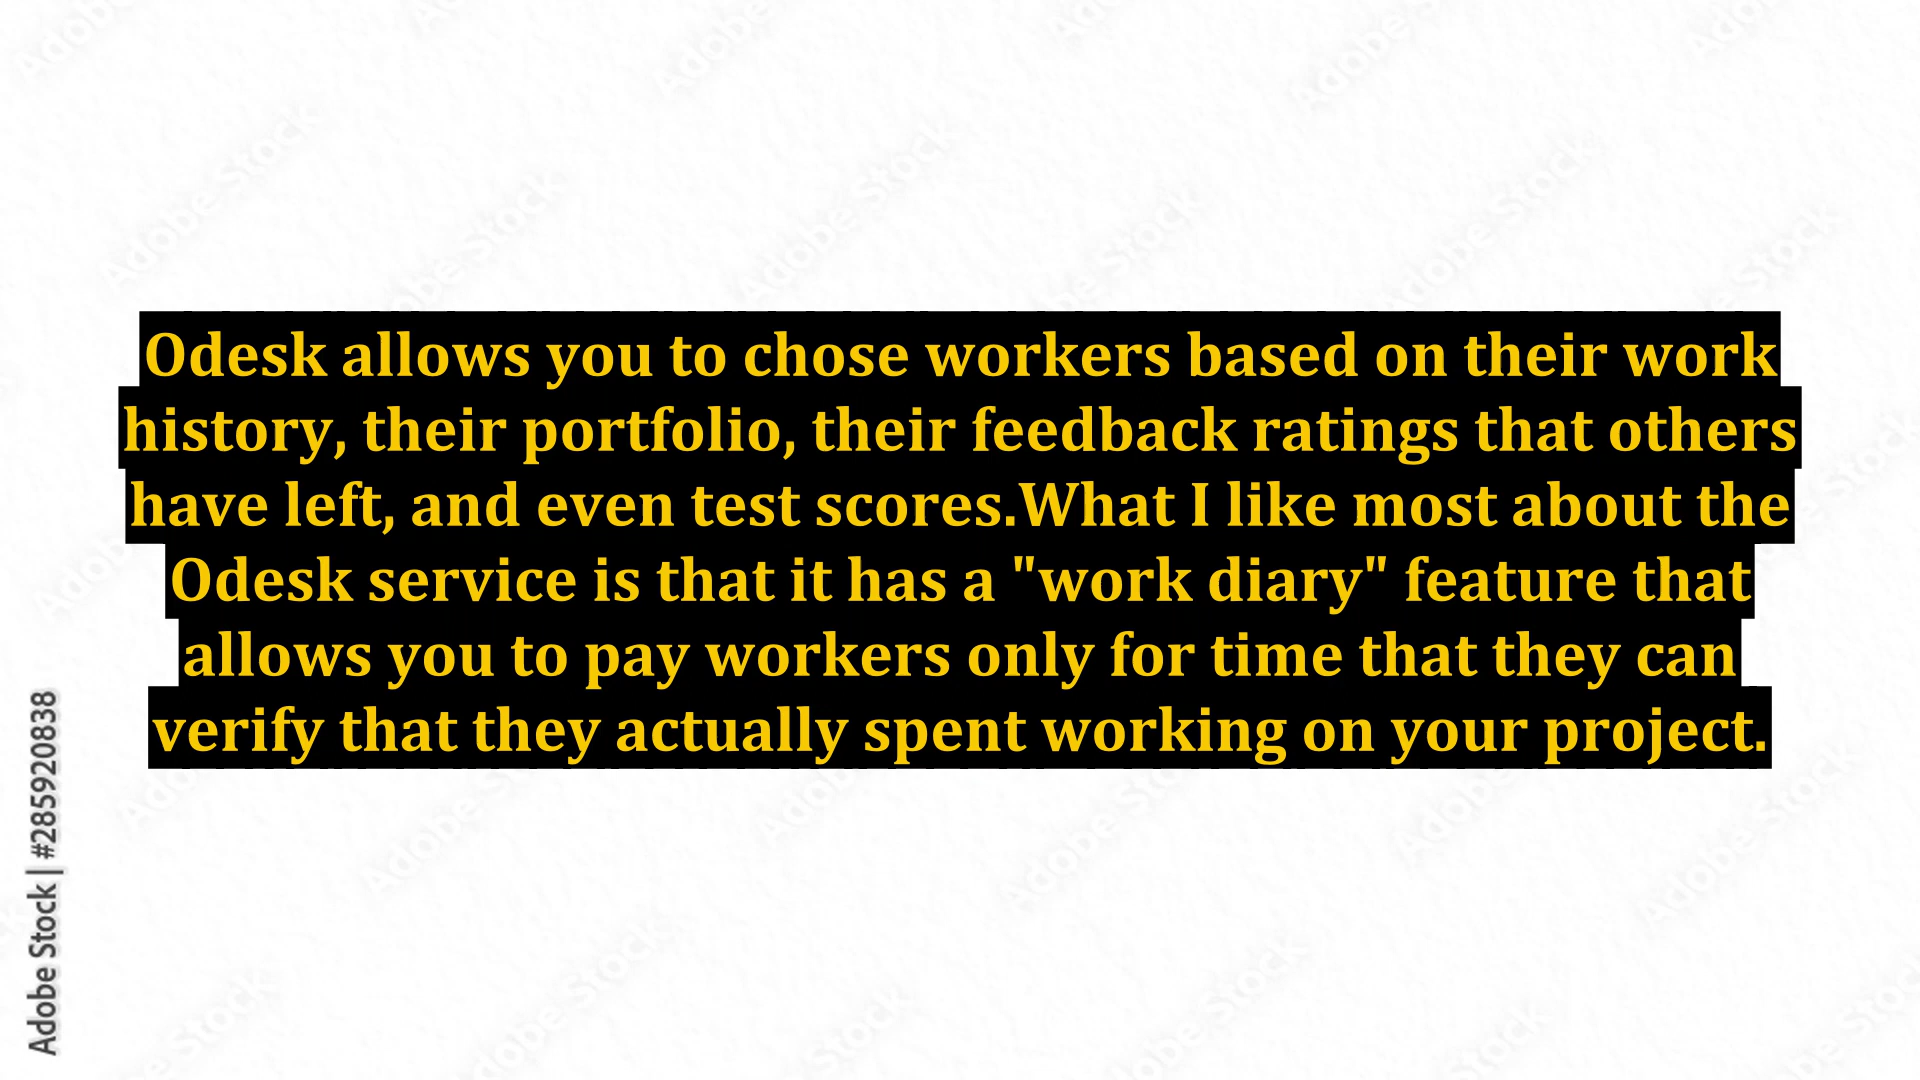 Odesk allows you to chose workers based on their work
history, their portfolio, their feedback ratings that others
have left, and even test scores.What I like most about the
Odesk service is that it has a "work diary" feature that
allows you to pay workers only for time that they can
verify that they actually spent working on your project.
Adobe Stock | #285920838